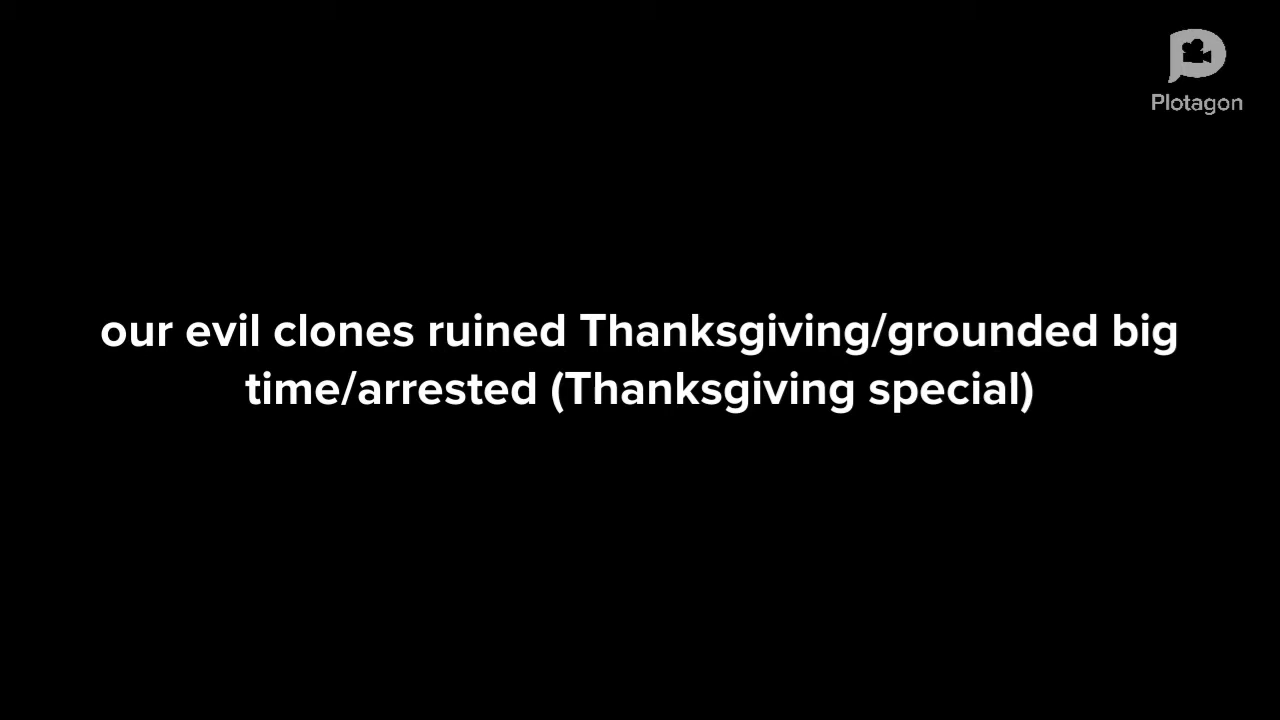 Plotagon
our evil clones ruined Thanksgiving/grounded big
time/arrested (Thanksgiving special)